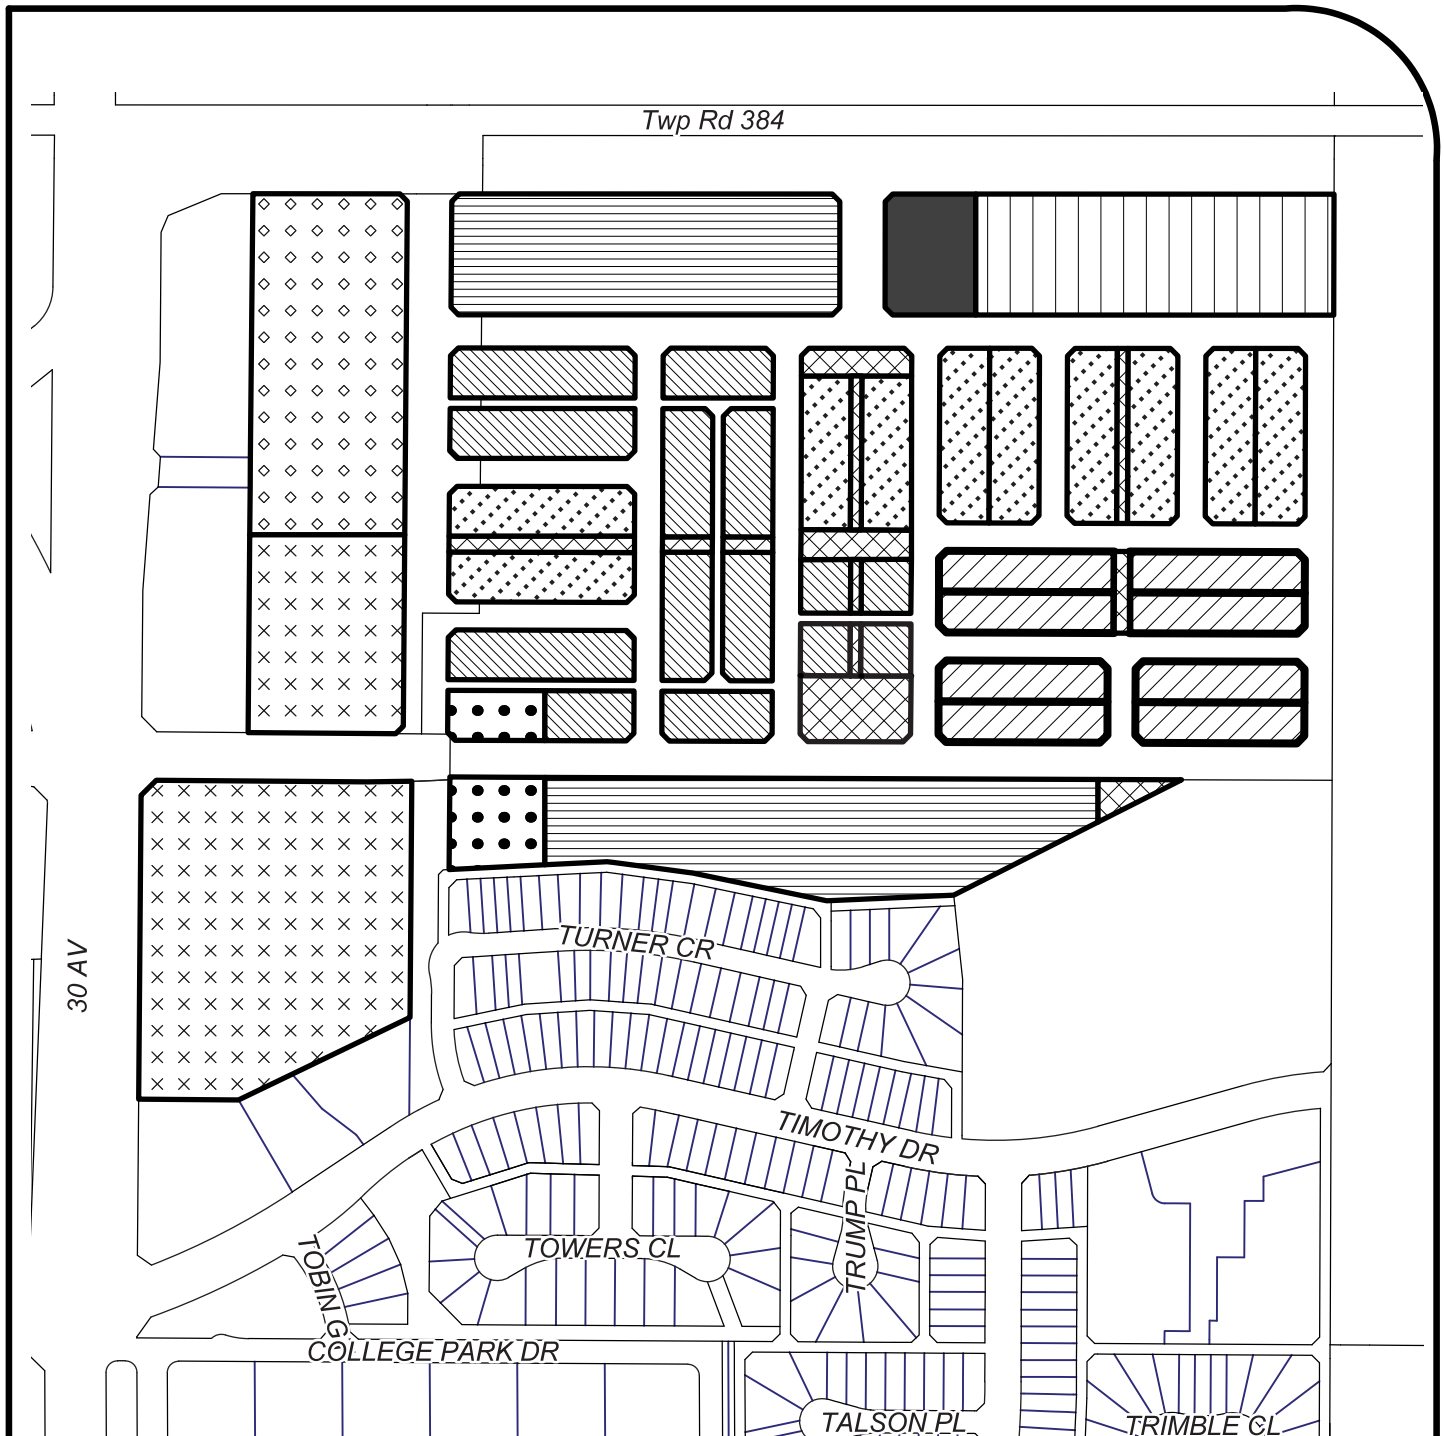 Twp Rd 384
TURNER CR
30 AV
TIMOTHY DR
TRUMP PL
TOWERS CL
TOBIN G
COLLEGE PARK DR
TALSON PL
TRIMBLE CL